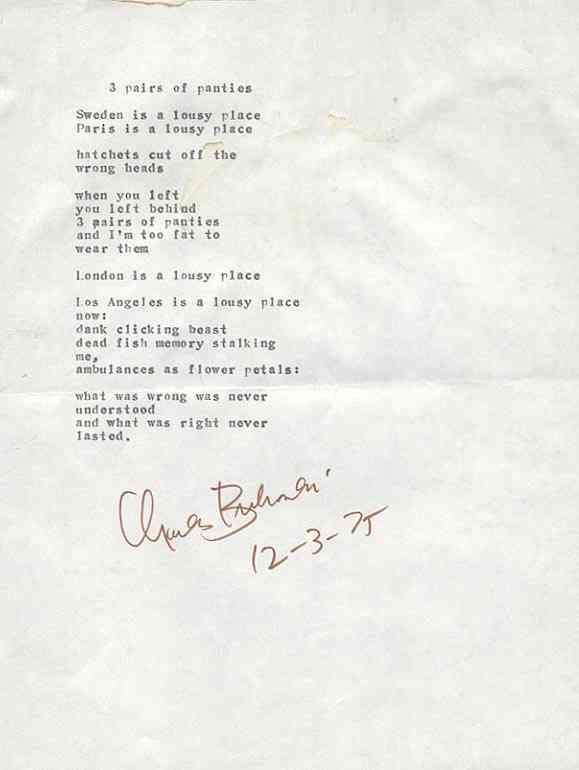 3 pairs of panties
Sweden is a lousy place
Paris is a lousy place
hatchets cut off the
wrong heads
when you left
you left behind
3 pairs of panties
and I'm too fat to
wear them
London is a lousy place
Los Angeles is a lousy place
now:
dank clicking beast
dead fish memory stalking
me,
ambulances as flower petals:
what was wrong was never
understood
and what was right never
lasted.
Charles Bukowski
12-3-75